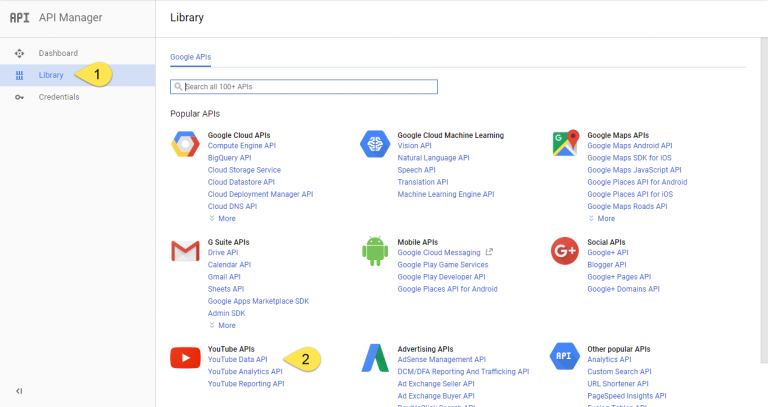 API API Manager
Library
Dashboard
Library
1
Credentials
Google APIs
Search all 100+ APIs
Popular APIs
Google Cloud APIs
Compute Engine API
BigQuery API
Cloud Storage Service
Cloud Datastore API
Cloud Deployment Manager API
Cloud DNS API
More
Google Cloud Machine Learning
Vision API
Natural Language API
Speech API
Translation API
Machine Learning Engine API
Google Maps APIs
Google Maps Android API
Google Maps SDK for iOS
Google Maps JavaScript API
Google Places API for Android
Google Places API for iOS
Google Maps Roads API
More
G Suite APIs
Drive API
Calendar API
Gmail API
Sheets API
Google Apps Marketplace SDK
Admin SDK
More
Mobile APIs
Google Cloud Messaging
Google Play Game Services
Google Play Developer API
Google Places API for Android
G+
Social APIs
Google+ API
Blogger API
Google+ Pages API
Google+ Domains API
YouTube APIs
YouTube Data API
2
YouTube Analytics API
YouTube Reporting API
Advertising APIs
AdSense Management API
DCM/DFA Reporting And Trafficking API
Ad Exchange Seller API
Ad Exchange Buyer API
API
Other popular APIs
Analytics API
Custom Search API
URL Shortener API
PageSpeed Insights API